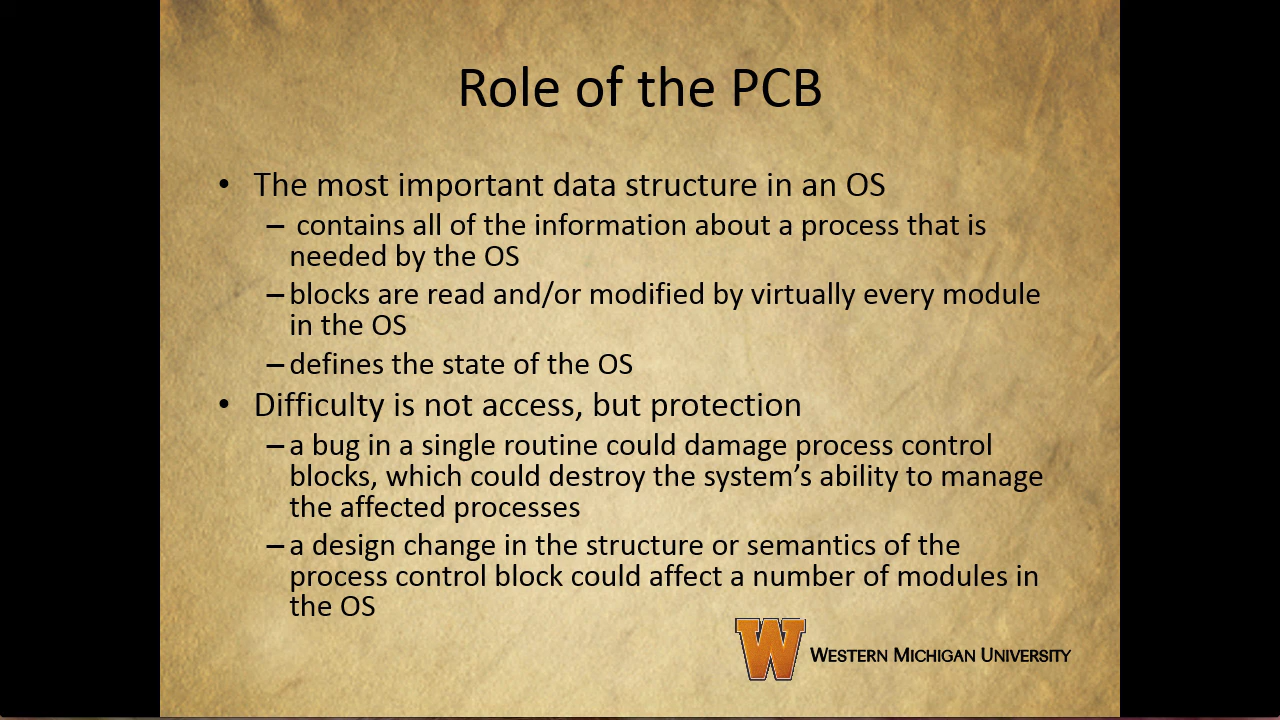 Role of the PCB
• The most important data structure in an OS
– contains all of the information about a process that is
needed by the OS
– blocks are read and/or modified by virtually every module
in the OS
– defines the state of the OS
• Difficulty is not access, but protection
– a bug in a single routine could damage process control
blocks, which could destroy the system’s ability to manage
the affected processes
– a design change in the structure or semantics of the
process control block could affect a number of modules in
the OS
W WESTERN MICHIGAN UNIVERSITY